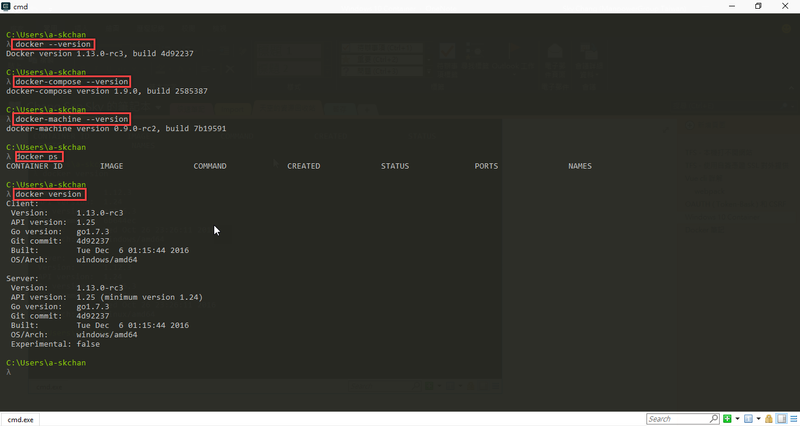 cmd
C:\Users\a-skchan
λ docker --version
Docker version 1.13.0-rc3, build 4d92237
C:\Users\a-skchan
λ docker-compose --version
docker-compose version 1.9.0, build 2585387
C:\Users\a-skchan
λ docker-machine --version
docker-machine version 0.9.0-rc2, build 7b19591
C:\Users\a-skchan
λ docker ps
CONTAINER ID IMAGE COMMAND CREATED STATUS PORTS NAMES
C:\Users\a-skchan
λ docker version
Client:
Version: 1.13.0-rc3
API version: 1.25
Go version: go1.7.3
Git commit: 4d92237
Built: Tue Dec 6 01:15:44 2016
OS/Arch: windows/amd64
Server:
Version: 1.13.0-rc3
API version: 1.25 (minimum version 1.24)
Go version: go1.7.3
Git commit: 4d92237
Built: Tue Dec 6 01:15:44 2016
OS/Arch: windows/amd64
Experimental: false
C:\Users\a-skchan
λ
cmd.exe Search